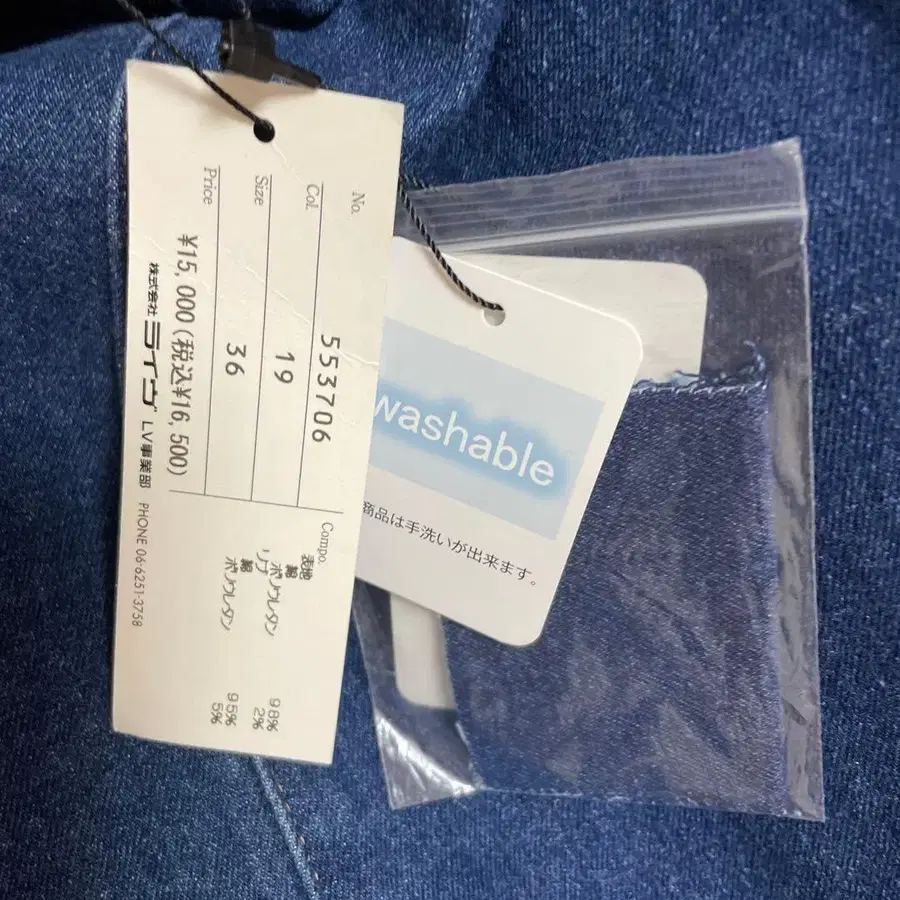 No.
Col. 553706
Size 19
Price 36
¥15,000(税込¥16,500)
株式会社 ライヴ LV事業部 PHONE 06-6251-3758
Compo.
表地
綿 98%
ポリウレタン 2%
リブ
綿 95%
ポリウレタン 5%
washable
商品は手洗いが出来ます。